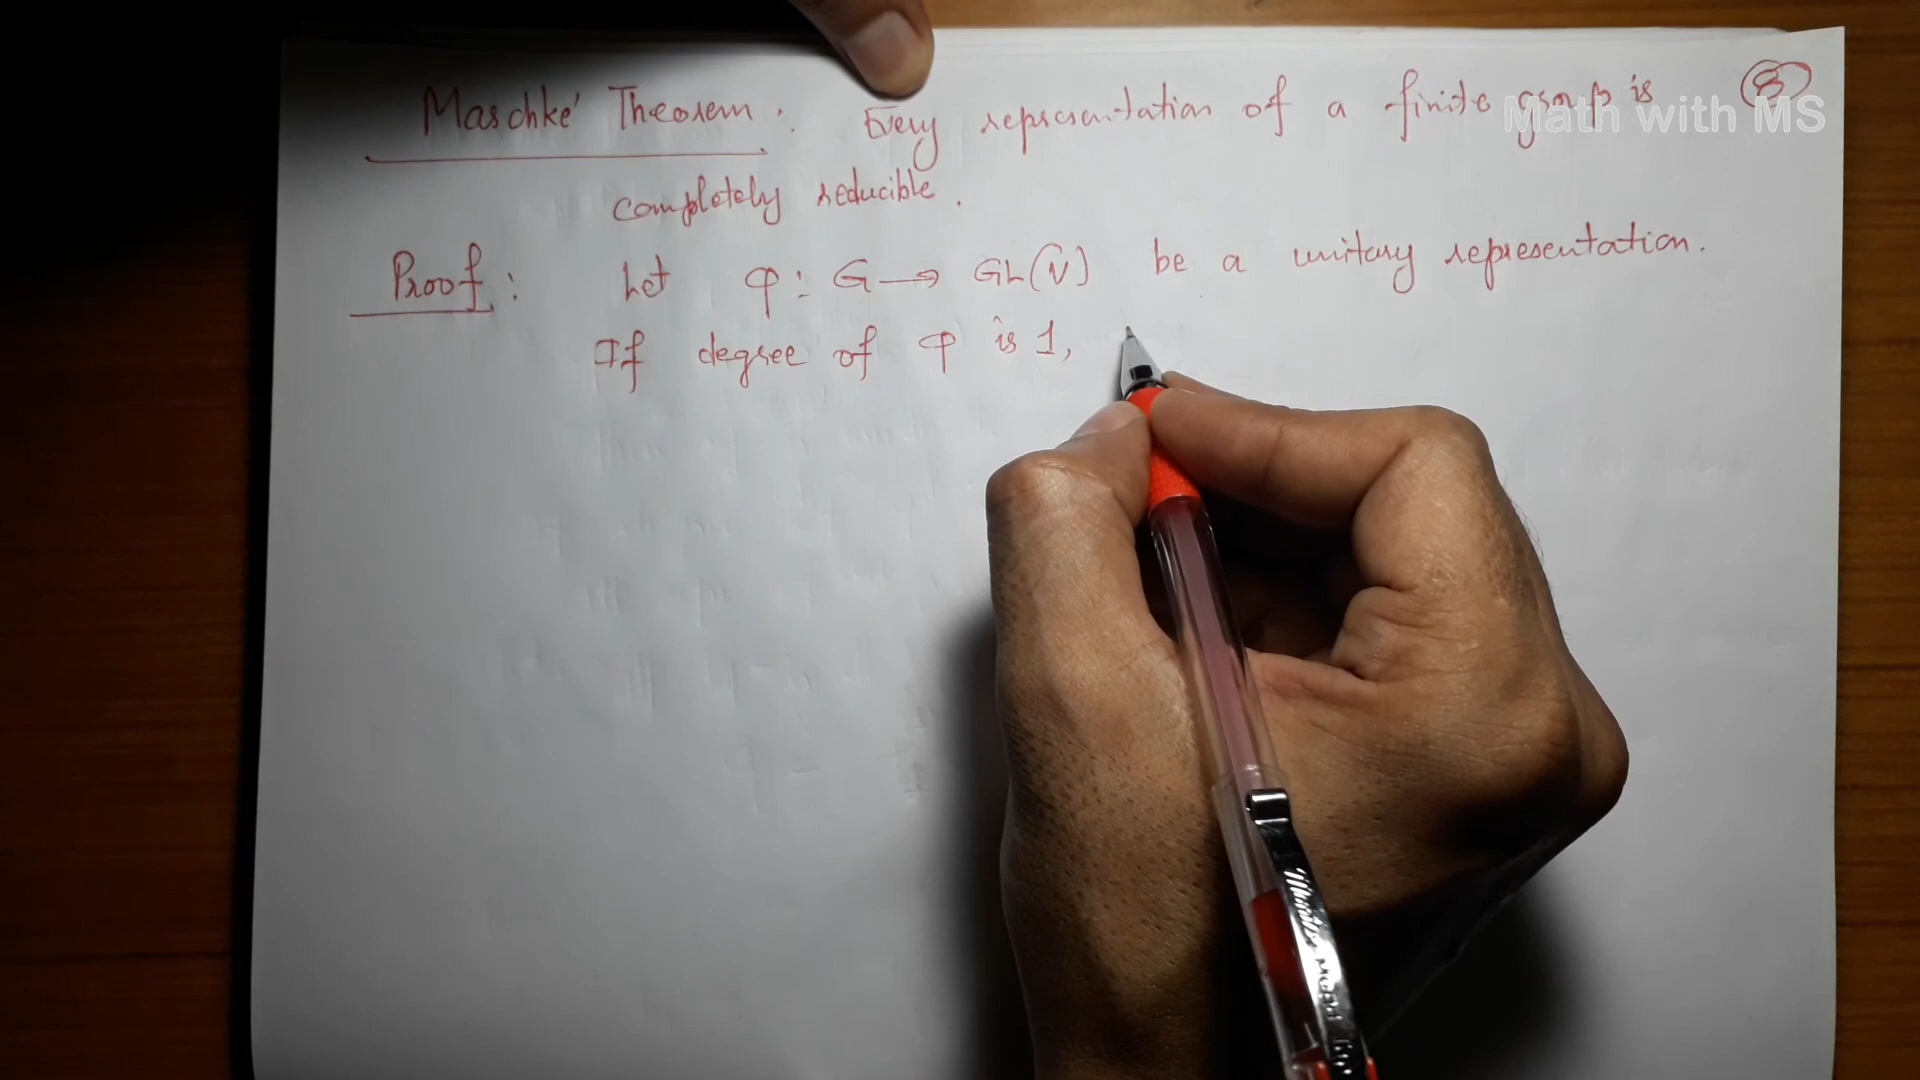 Maschke' Theorem : Every representation of a finite group is 8
Math with MS
completely reducible.
Proof : Let φ : G → GL(V) be a unitary representation.
If degree of φ is 1,